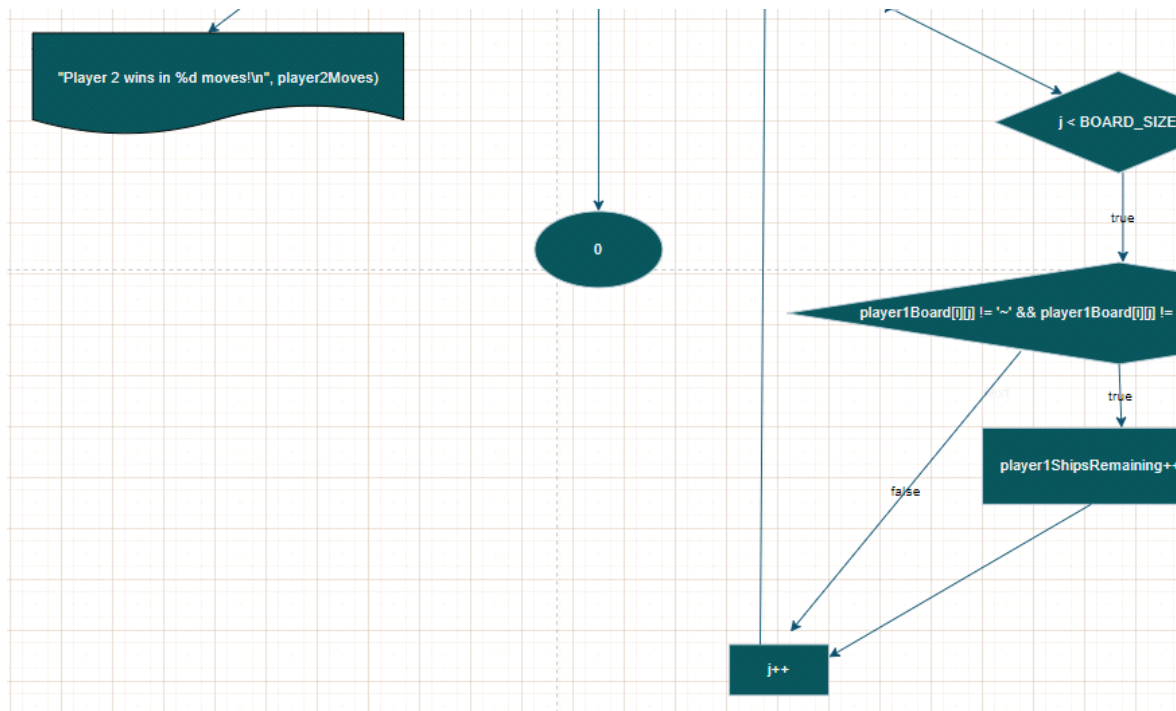 "Player 2 wins in %d moves!\n", player2Moves)
j < BOARD_SIZE
true
0
player1Board[i][j] != '~' && player1Board[i][j] !=
true
player1ShipsRemaining++
false
j++